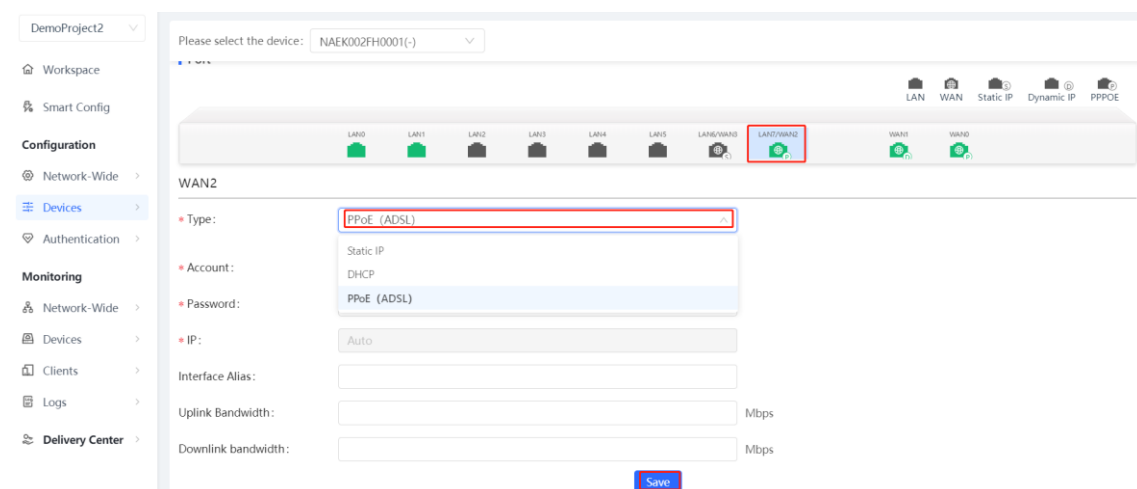 DemoProject2
Please select the device: NAEK002FH0001(-)
Workspace
Smart Config
Configuration
Network-Wide
Devices
Authentication
Monitoring
Network-Wide
Devices
Clients
Logs
Delivery Center
LAN WAN Static IP Dynamic IP PPPOE
LAN0 LAN1 LAN2 LAN3 LAN4 LAN5 LAN6/WAN3 LAN7/WAN2 WAN1 WAN0
WAN2
* Type: PPoE (ADSL)
Static IP
DHCP
PPoE (ADSL)
* Account:
* Password:
* IP: Auto
Interface Alias:
Uplink Bandwidth: Mbps
Downlink bandwidth: Mbps
Save